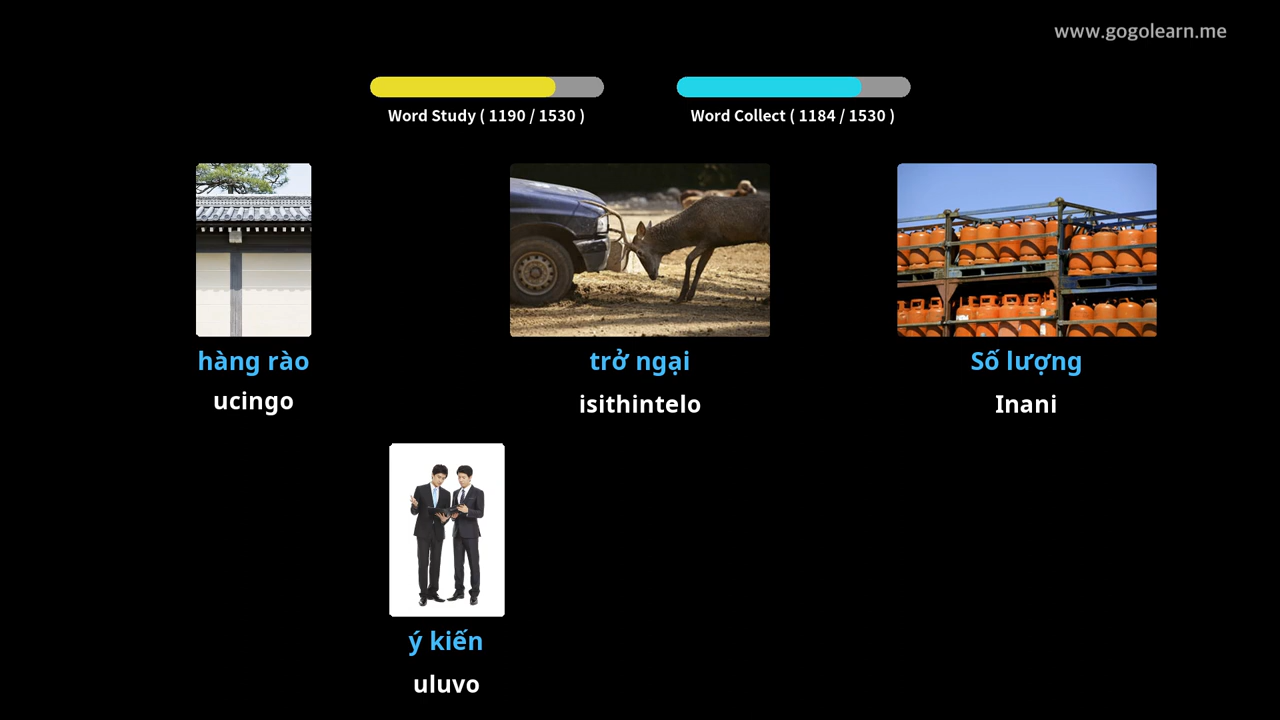 www.gogolearn.me
Word Study ( 1190 / 1530 )
Word Collect ( 1184 / 1530 )
hàng rào
ucingo
trở ngại
isithintelo
Số lượng
Inani
ý kiến
uluvo